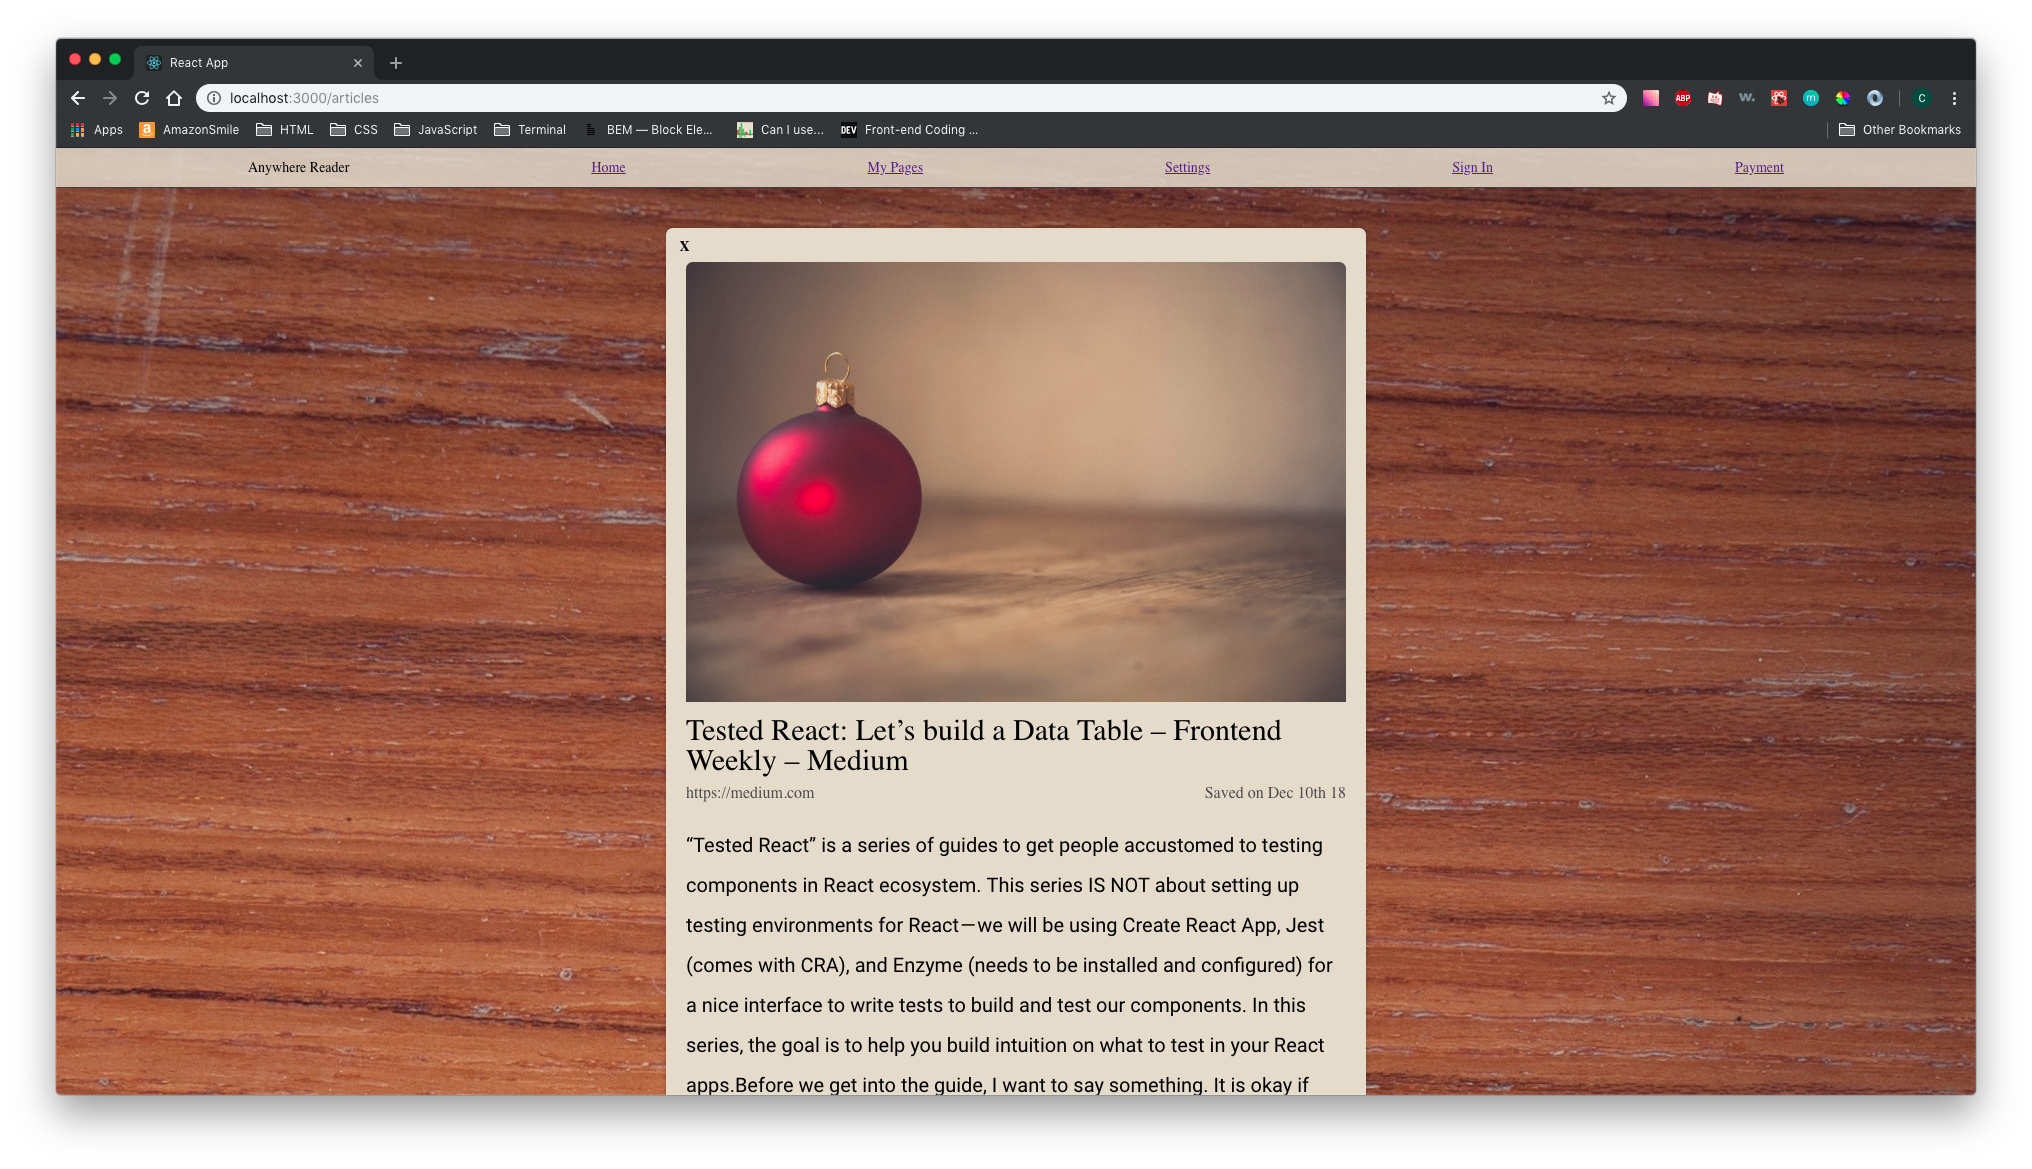 React App
localhost:3000/articles
ABP
w.
m
C
Apps
a
AmazonSmile
HTML
CSS
JavaScript
Terminal
BEM — Block Ele...
Can I use...
DEV
Front-end Coding ...
Other Bookmarks
Anywhere Reader
Home
My Pages
Settings
Sign In
Payment
x
Tested React: Let’s build a Data Table – Frontend
Weekly – Medium
https://medium.com
Saved on Dec 10th 18
“Tested React” is a series of guides to get people accustomed to testing
components in React ecosystem. This series IS NOT about setting up
testing environments for React — we will be using Create React App, Jest
(comes with CRA), and Enzyme (needs to be installed and configured) for
a nice interface to write tests to build and test our components. In this
series, the goal is to help you build intuition on what to test in your React
apps.Before we get into the guide, I want to say something. It is okay if